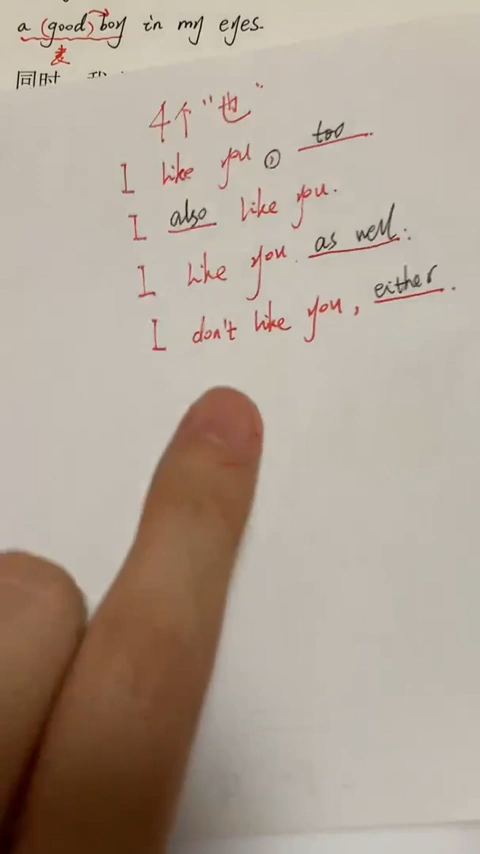 a (good) boy in my eyes.
麦
同时
4个"也"
I like you , too.
I also like you.
I like you as well.
I don't like you, either.